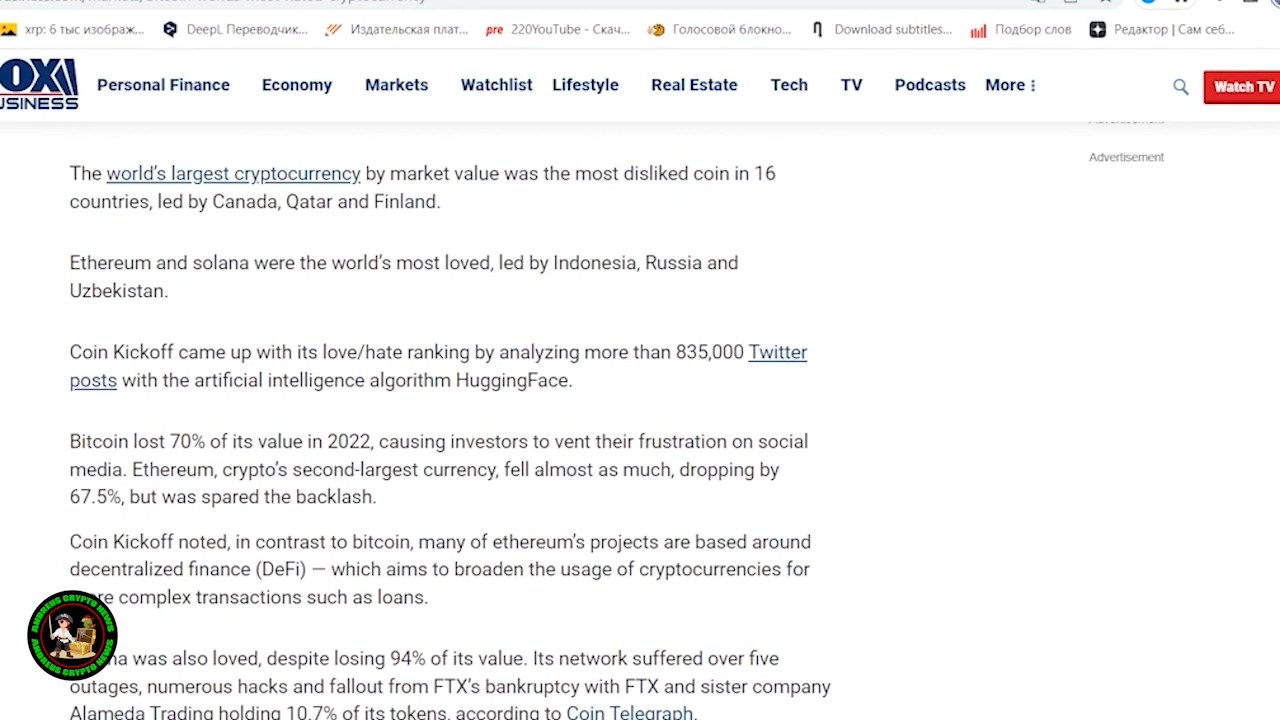 xrp: 6 тыс изображ...
DeepL Переводчик...
Издательская плат...
pre 220YouTube - Скач...
Голосовой блокно...
Download subtitles...
Подбор слов
Редактор | Сам себ...
OX
USINESS
Personal Finance
Economy
Markets
Watchlist
Lifestyle
Real Estate
Tech
TV
Podcasts
More
Watch TV
Advertisement
The world's largest cryptocurrency by market value was the most disliked coin in 16
countries, led by Canada, Qatar and Finland.
Ethereum and solana were the world's most loved, led by Indonesia, Russia and
Uzbekistan.
Coin Kickoff came up with its love/hate ranking by analyzing more than 835,000 Twitter
posts with the artificial intelligence algorithm HuggingFace.
Bitcoin lost 70% of its value in 2022, causing investors to vent their frustration on social
media. Ethereum, crypto's second-largest currency, fell almost as much, dropping by
67.5%, but was spared the backlash.
Coin Kickoff noted, in contrast to bitcoin, many of ethereum's projects are based around
decentralized finance (DeFi) — which aims to broaden the usage of cryptocurrencies for
complex transactions such as loans.
was also loved, despite losing 94% of its value. Its network suffered over five
outages, numerous hacks and fallout from FTX's bankruptcy with FTX and sister company
Alameda Trading holding 10.7% of its tokens, according to Coin Telegraph.
ANDREUS CRYPTO NEWS
ANDREUS CRYPTO NEWS